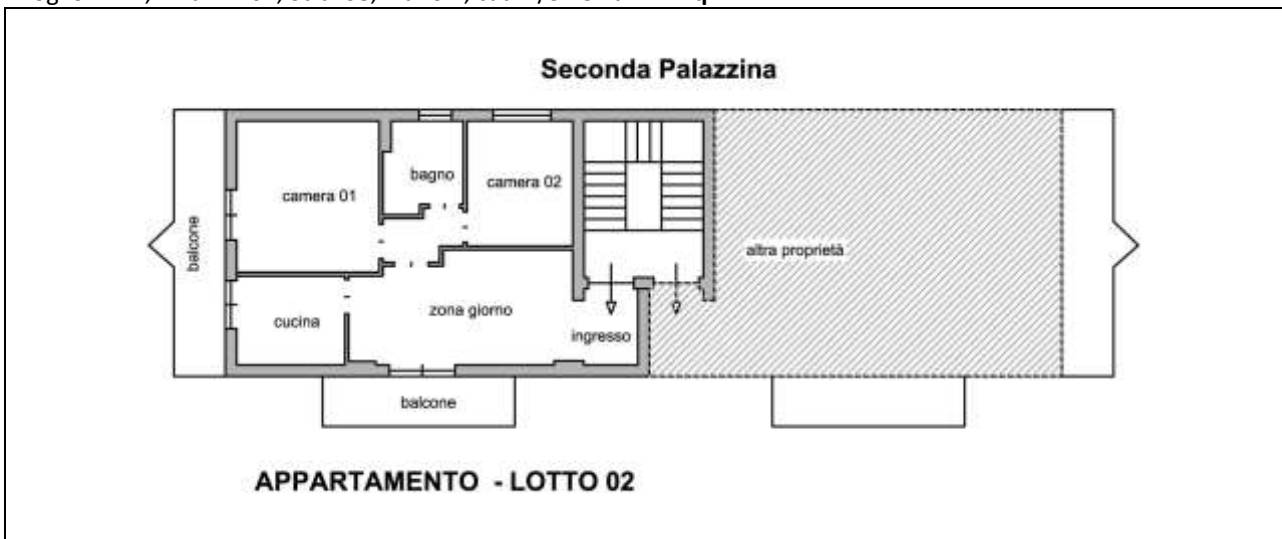 Seconda Palazzina
bagno
camera 02
camera 01
balcone
altra proprietà
zona giorno
cucina
ingresso
balcone
APPARTAMENTO - LOTTO 02